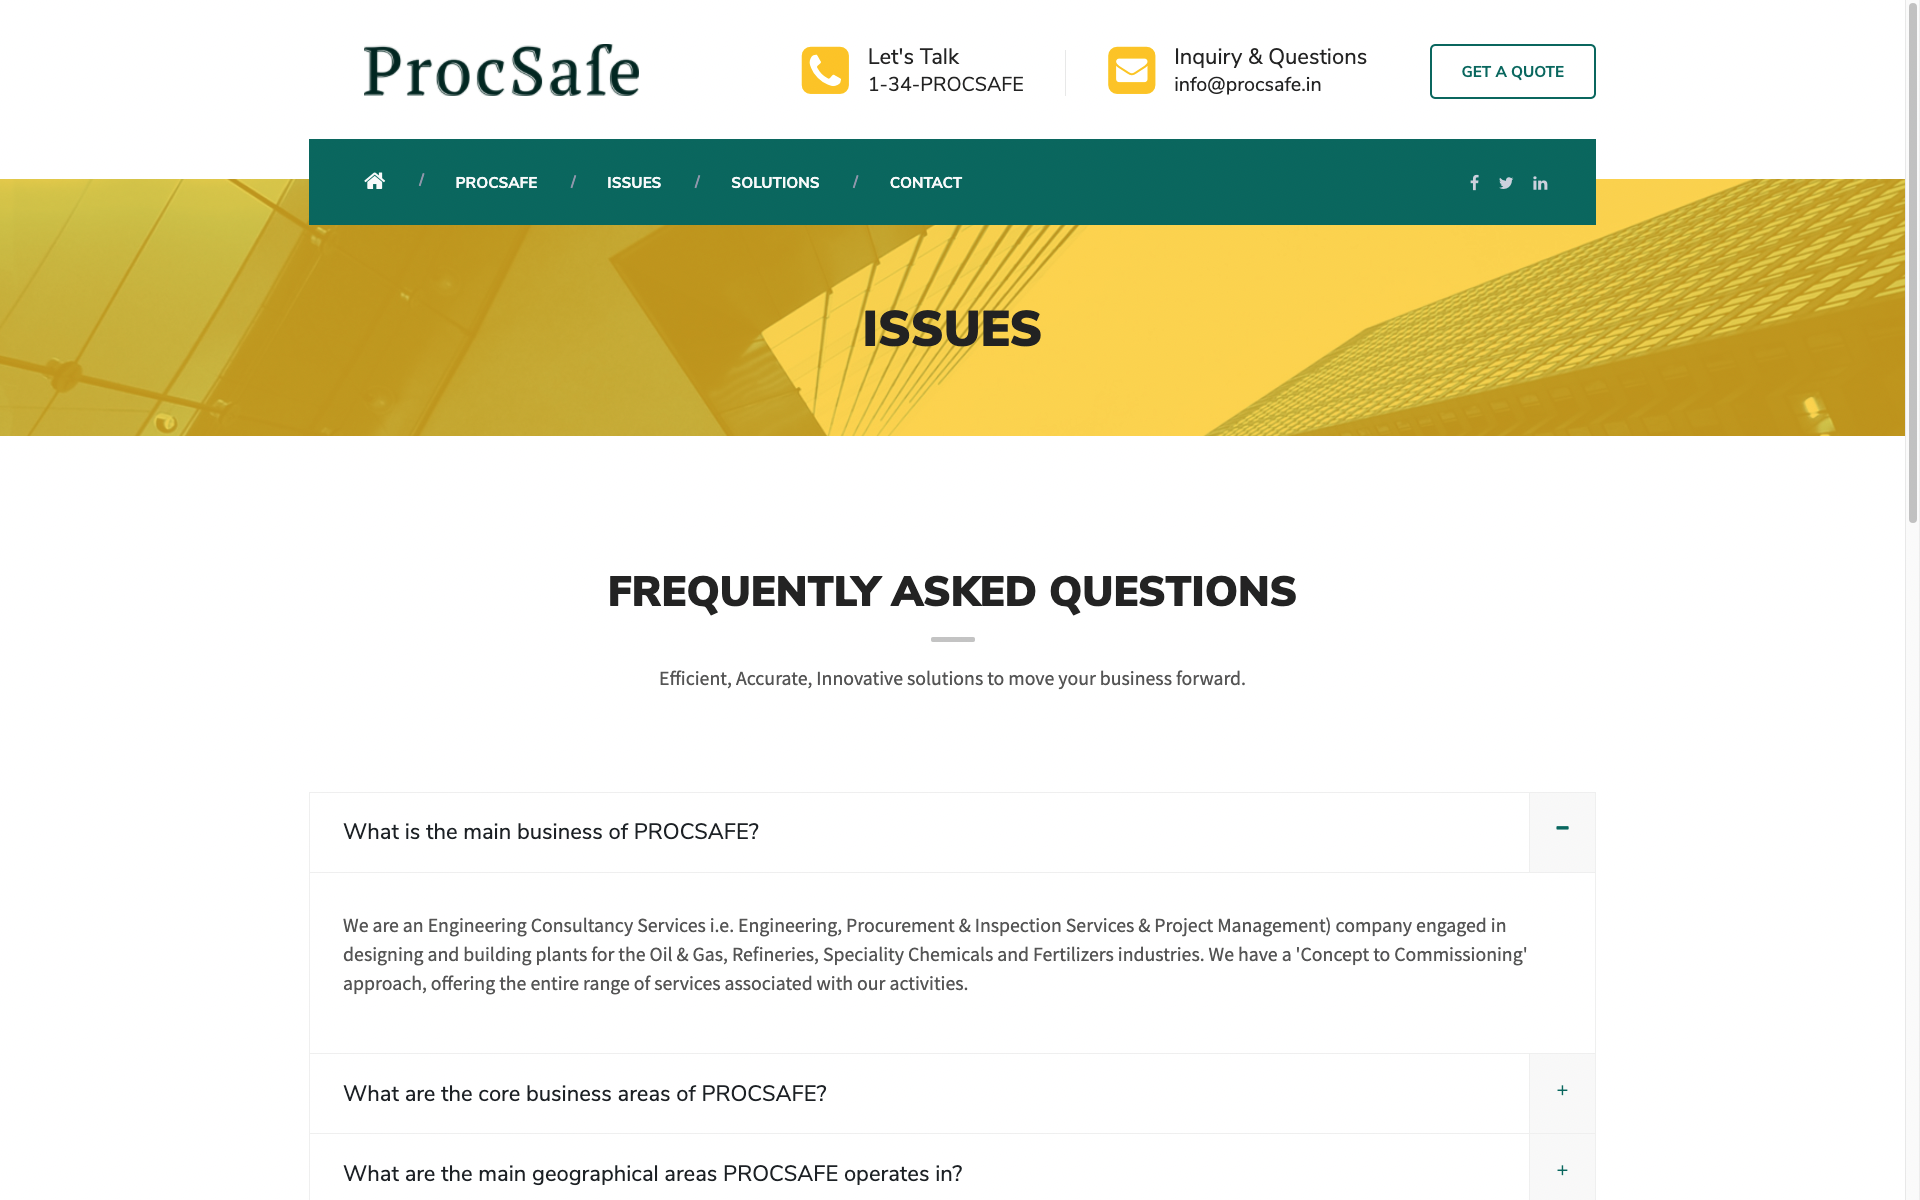 ProcSafe
Let's Talk
1-34-PROCSAFE
Inquiry & Questions
info@procsafe.in
GET A QUOTE
/ PROCSAFE / ISSUES / SOLUTIONS / CONTACT
ISSUES
FREQUENTLY ASKED QUESTIONS
Efficient, Accurate, Innovative solutions to move your business forward.
What is the main business of PROCSAFE?
We are an Engineering Consultancy Services i.e. Engineering, Procurement & Inspection Services & Project Management) company engaged in
designing and building plants for the Oil & Gas, Refineries, Speciality Chemicals and Fertilizers industries. We have a 'Concept to Commissioning'
approach, offering the entire range of services associated with our activities.
What are the core business areas of PROCSAFE?
What are the main geographical areas PROCSAFE operates in?